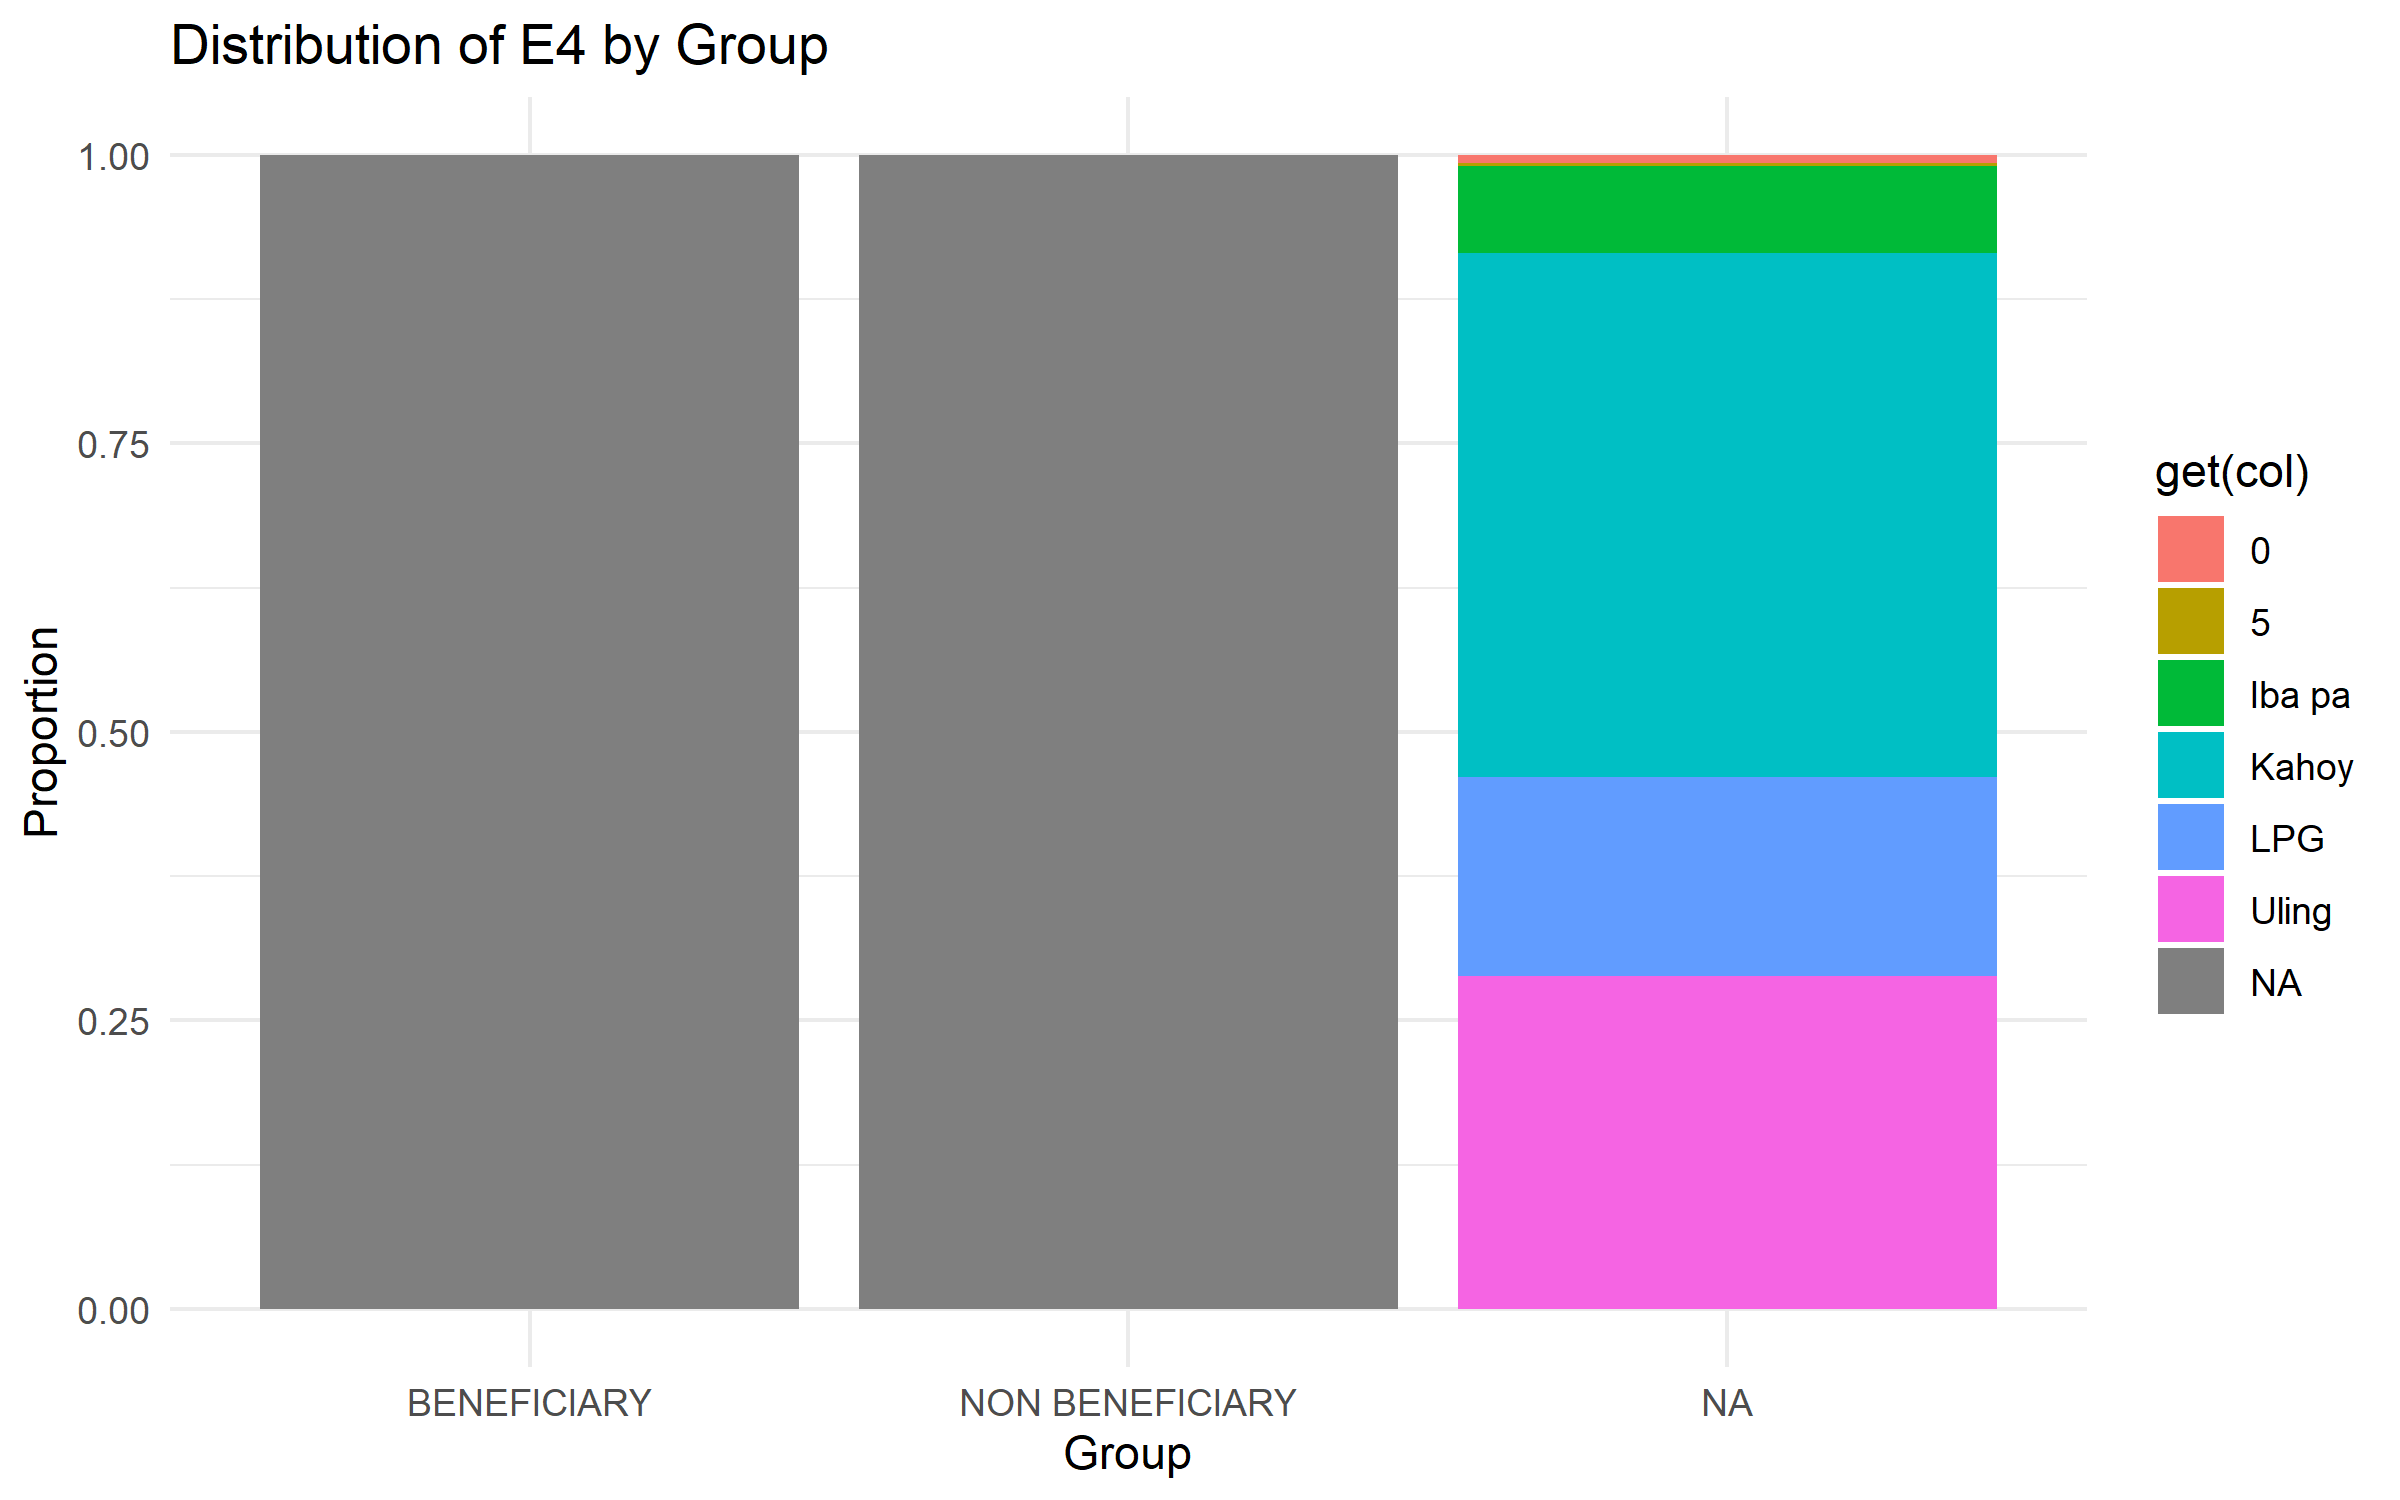 Distribution of E4 by Group
Proportion
1.00
0.75
0.50
0.25
0.00
BENEFICIARY
NON BENEFICIARY
NA
Group
get(col)
0
5
Iba pa
Kahoy
LPG
Uling
NA